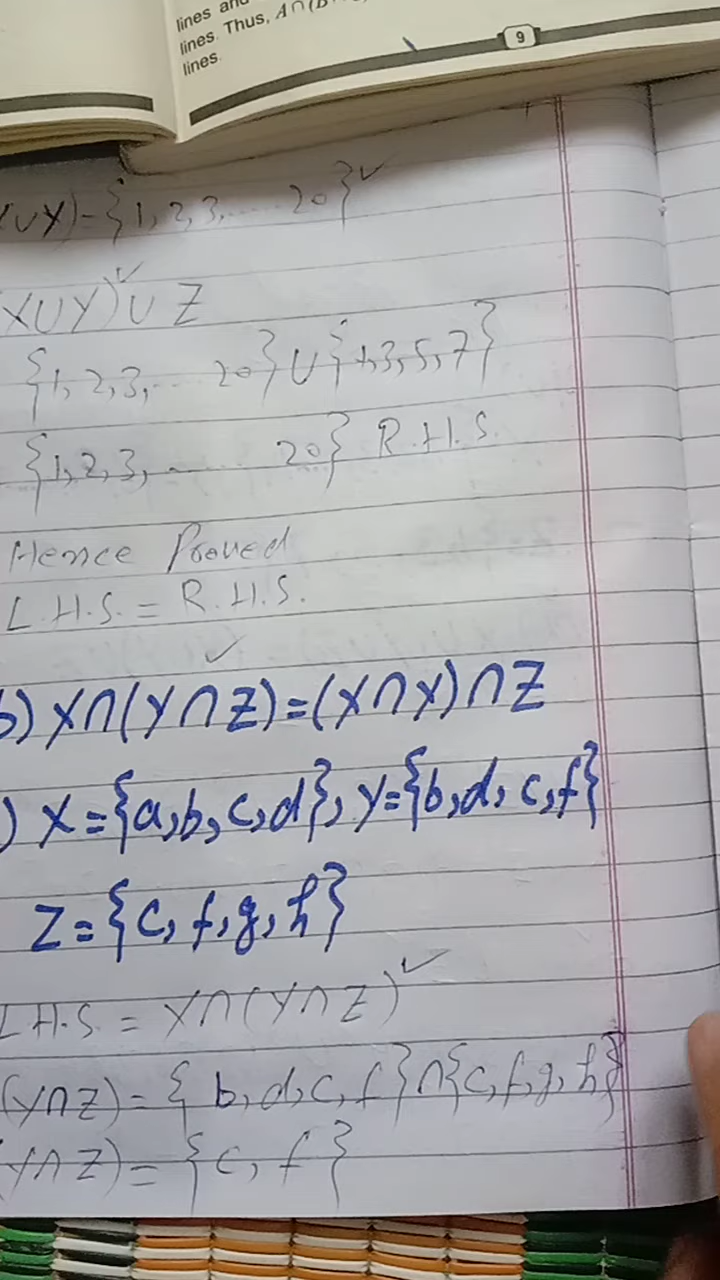 lines and
lines. Thus, A∩(B
lines.
9
∪X)={1,2,3,.... 20}✓
X∪Y)∪Z
{1,2,3,... 20}∪{1,3,5,7}
{1,2,3,...... 20} R.H.S.
Hence Proved
L.H.S. = R.H.S.
b) X∩(Y∩Z)=(X∩Y)∩Z
) X={a,b,c,d}, Y={b,d,c,f}
Z={c,f,g,h}
L.H.S. = X∩(Y∩Z)✓
(Y∩Z)={b,d,c,f}∩{c,f,g,h}
Y∩Z)={c,f}